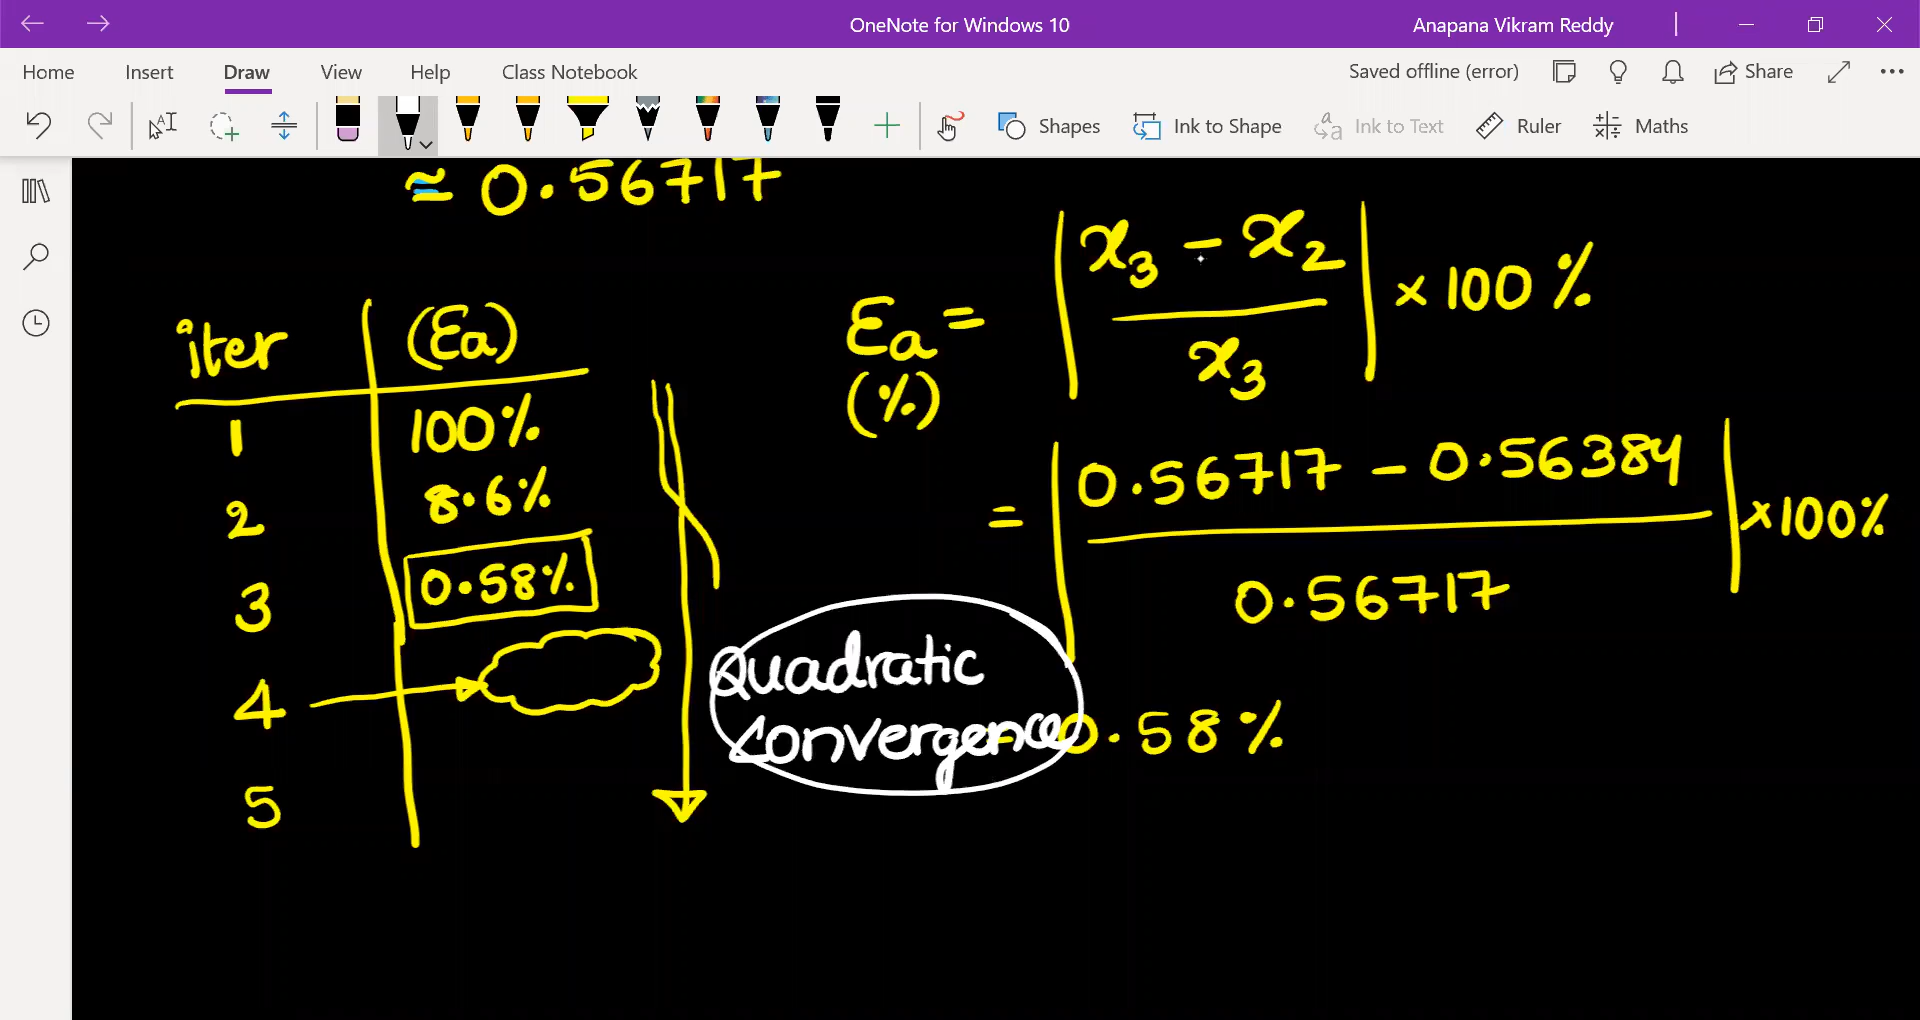 OneNote for Windows 10
Anapana Vikram Reddy
Home Insert Draw View Help Class Notebook
Saved offline (error) Share
Shapes Ink to Shape Ink to Text Ruler Maths
≅ 0.56717
iter (Ea)
1 100%
2 8.6%
3 0.58%
4
5
Ea = | x3 - x2 / x3 | × 100 %
(%)
= | 0.56717 - 0.56384 / 0.56717 | × 100%
= 0.58 %
Quadratic
Convergence